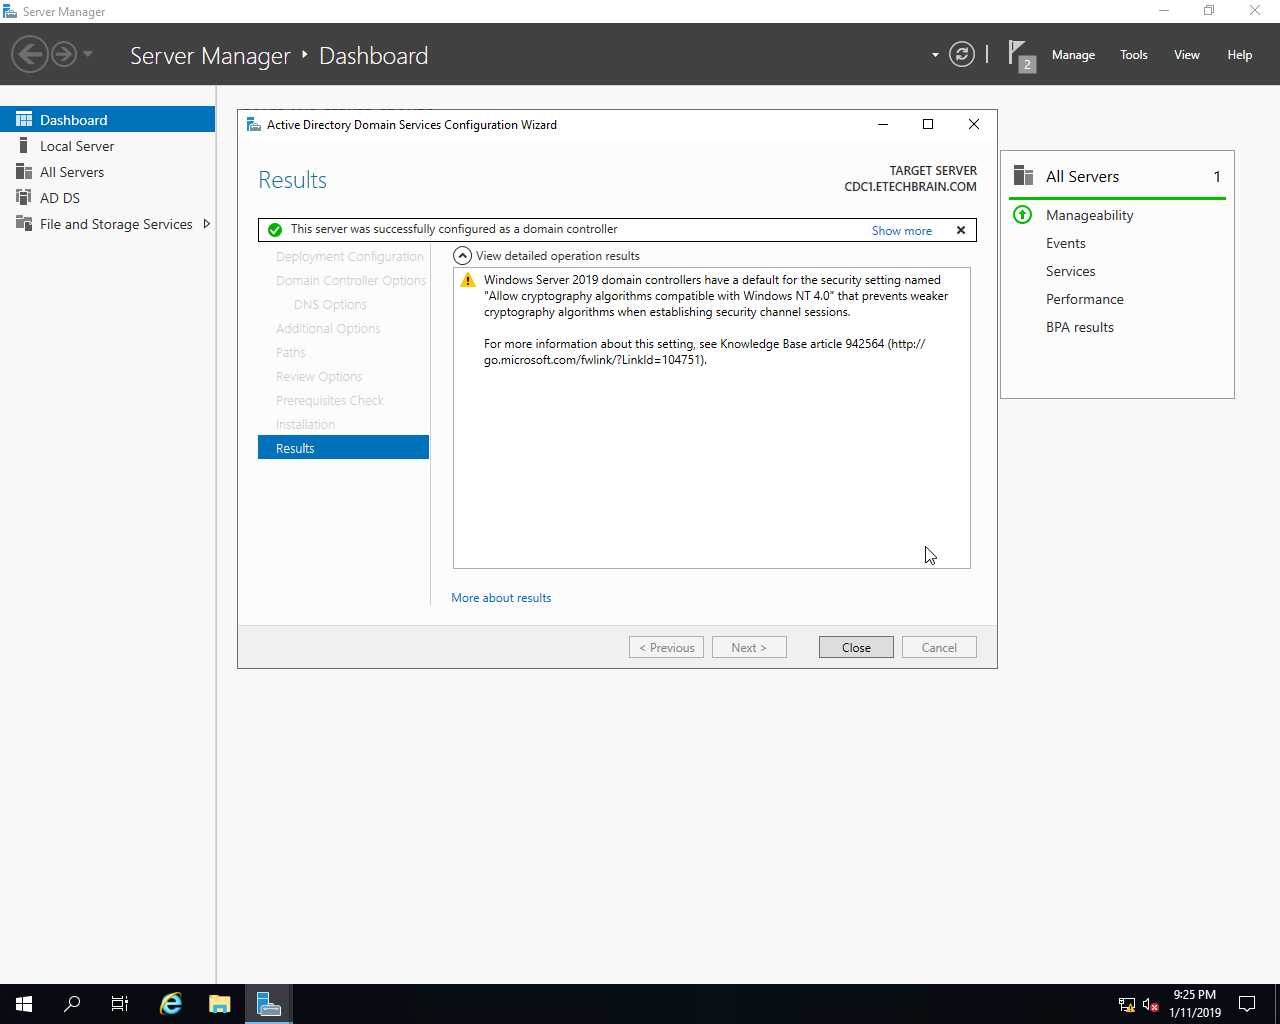 Server Manager
Server Manager
Dashboard
2
Manage
Tools
View
Help
Dashboard
Local Server
All Servers
AD DS
File and Storage Services
Active Directory Domain Services Configuration Wizard
Results
TARGET SERVER
CDC1.ETECHBRAIN.COM
This server was successfully configured as a domain controller
Show more
Deployment Configuration
Domain Controller Options
DNS Options
Additional Options
Paths
Review Options
Prerequisites Check
Installation
Results
View detailed operation results
Windows Server 2019 domain controllers have a default for the security setting named
"Allow cryptography algorithms compatible with Windows NT 4.0" that prevents weaker
cryptography algorithms when establishing security channel sessions.
For more information about this setting, see Knowledge Base article 942564 (http://
go.microsoft.com/fwlink/?LinkId=104751).
More about results
< Previous
Next >
Close
Cancel
All Servers
1
Manageability
Events
Services
Performance
BPA results
9:25 PM
1/11/2019